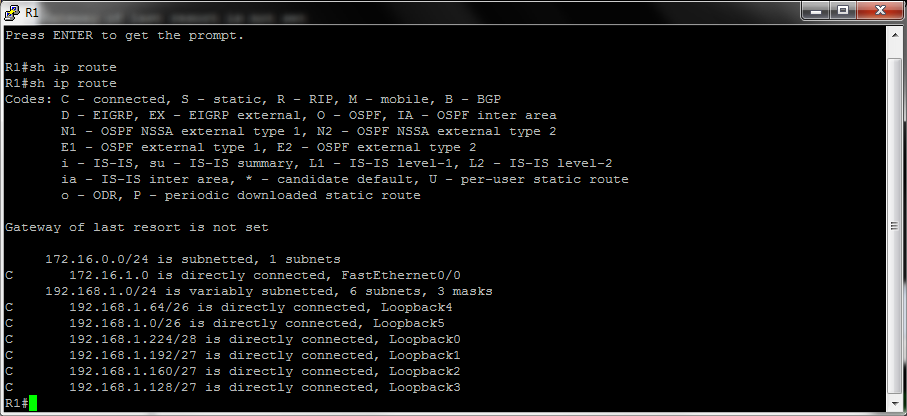 R1
Press ENTER to get the prompt.
R1#sh ip route
R1#sh ip route
Codes: C - connected, S - static, R - RIP, M - mobile, B - BGP
D - EIGRP, EX - EIGRP external, O - OSPF, IA - OSPF inter area
N1 - OSPF NSSA external type 1, N2 - OSPF NSSA external type 2
E1 - OSPF external type 1, E2 - OSPF external type 2
i - IS-IS, su - IS-IS summary, L1 - IS-IS level-1, L2 - IS-IS level-2
ia - IS-IS inter area, * - candidate default, U - per-user static route
o - ODR, P - periodic downloaded static route
Gateway of last resort is not set
172.16.0.0/24 is subnetted, 1 subnets
C 172.16.1.0 is directly connected, FastEthernet0/0
192.168.1.0/24 is variably subnetted, 6 subnets, 3 masks
C 192.168.1.64/26 is directly connected, Loopback4
C 192.168.1.0/26 is directly connected, Loopback5
C 192.168.1.224/28 is directly connected, Loopback0
C 192.168.1.192/27 is directly connected, Loopback1
C 192.168.1.160/27 is directly connected, Loopback2
C 192.168.1.128/27 is directly connected, Loopback3
R1#